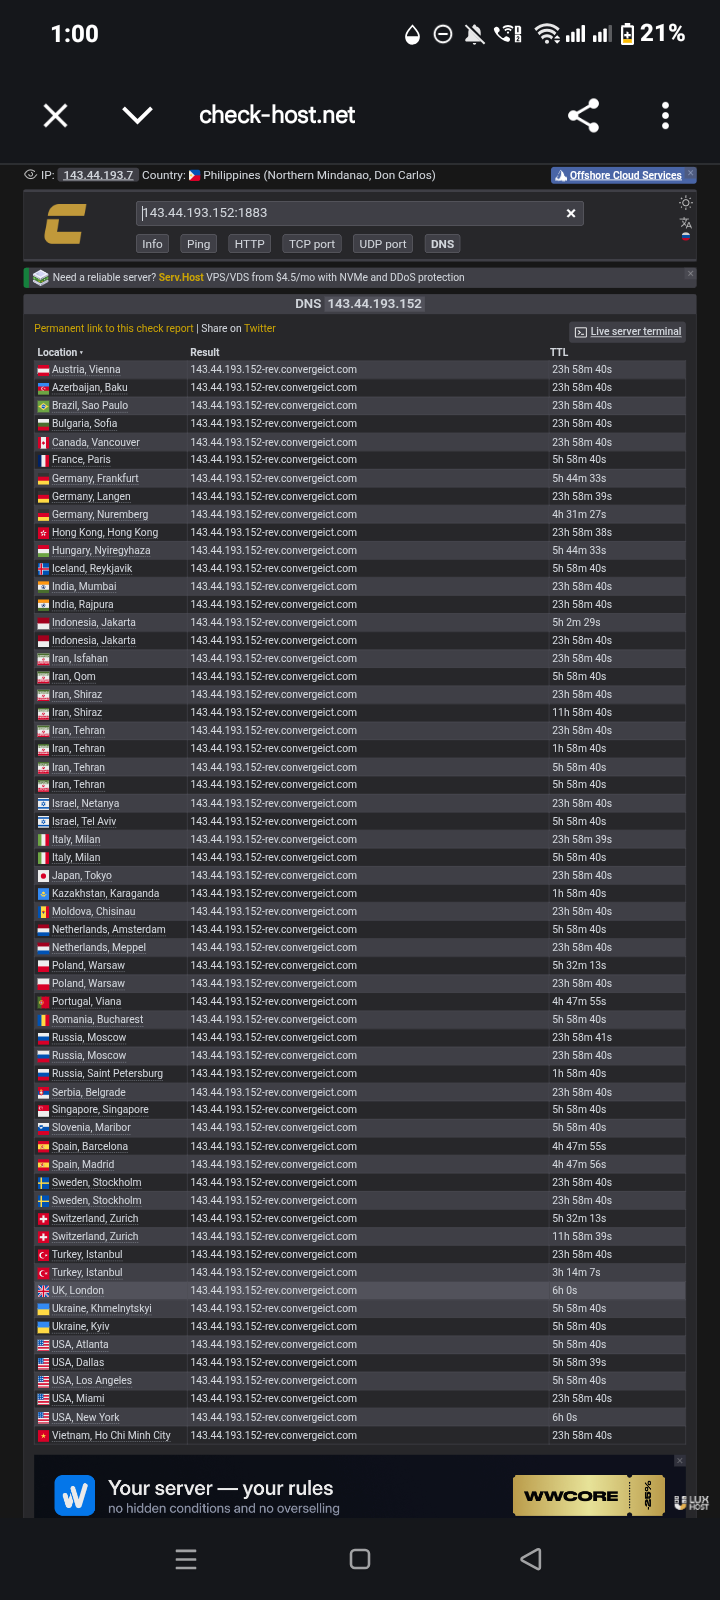 1:00
21%
check-host.net
IP: 143.44.193.7 Country: Philippines (Northern Mindanao, Don Carlos)
Offshore Cloud Services
143.44.193.152:1883
Info Ping HTTP TCP port UDP port DNS
Need a reliable server? Serv.Host VPS/VDS from $4.5/mo with NVMe and DDoS protection
DNS 143.44.193.152
Permanent link to this check report | Share on Twitter
Live server terminal
Location Result TTL
Austria, Vienna 143.44.193.152-rev.convergeict.com 23h 58m 40s
Azerbaijan, Baku 143.44.193.152-rev.convergeict.com 23h 58m 40s
Brazil, Sao Paulo 143.44.193.152-rev.convergeict.com 23h 58m 40s
Bulgaria, Sofia 143.44.193.152-rev.convergeict.com 23h 58m 40s
Canada, Vancouver 143.44.193.152-rev.convergeict.com 23h 58m 40s
France, Paris 143.44.193.152-rev.convergeict.com 5h 58m 40s
Germany, Frankfurt 143.44.193.152-rev.convergeict.com 5h 44m 33s
Germany, Langen 143.44.193.152-rev.convergeict.com 23h 58m 39s
Germany, Nuremberg 143.44.193.152-rev.convergeict.com 4h 31m 27s
Hong Kong, Hong Kong 143.44.193.152-rev.convergeict.com 23h 58m 38s
Hungary, Nyiregyhaza 143.44.193.152-rev.convergeict.com 5h 44m 33s
Iceland, Reykjavik 143.44.193.152-rev.convergeict.com 5h 58m 40s
India, Mumbai 143.44.193.152-rev.convergeict.com 23h 58m 40s
India, Rajpura 143.44.193.152-rev.convergeict.com 23h 58m 40s
Indonesia, Jakarta 143.44.193.152-rev.convergeict.com 5h 2m 29s
Indonesia, Jakarta 143.44.193.152-rev.convergeict.com 23h 58m 40s
Iran, Isfahan 143.44.193.152-rev.convergeict.com 23h 58m 40s
Iran, Qom 143.44.193.152-rev.convergeict.com 5h 58m 40s
Iran, Shiraz 143.44.193.152-rev.convergeict.com 23h 58m 40s
Iran, Shiraz 143.44.193.152-rev.convergeict.com 11h 58m 40s
Iran, Tehran 143.44.193.152-rev.convergeict.com 23h 58m 40s
Iran, Tehran 143.44.193.152-rev.convergeict.com 1h 58m 40s
Iran, Tehran 143.44.193.152-rev.convergeict.com 5h 58m 40s
Iran, Tehran 143.44.193.152-rev.convergeict.com 5h 58m 40s
Israel, Netanya 143.44.193.152-rev.convergeict.com 23h 58m 40s
Israel, Tel Aviv 143.44.193.152-rev.convergeict.com 5h 58m 40s
Italy, Milan 143.44.193.152-rev.convergeict.com 23h 58m 39s
Italy, Milan 143.44.193.152-rev.convergeict.com 5h 58m 40s
Japan, Tokyo 143.44.193.152-rev.convergeict.com 23h 58m 40s
Kazakhstan, Karaganda 143.44.193.152-rev.convergeict.com 1h 58m 40s
Moldova, Chisinau 143.44.193.152-rev.convergeict.com 23h 58m 40s
Netherlands, Amsterdam 143.44.193.152-rev.convergeict.com 5h 58m 40s
Netherlands, Meppel 143.44.193.152-rev.convergeict.com 23h 58m 40s
Poland, Warsaw 143.44.193.152-rev.convergeict.com 5h 32m 13s
Poland, Warsaw 143.44.193.152-rev.convergeict.com 23h 58m 40s
Portugal, Viana 143.44.193.152-rev.convergeict.com 4h 47m 55s
Romania, Bucharest 143.44.193.152-rev.convergeict.com 5h 58m 40s
Russia, Moscow 143.44.193.152-rev.convergeict.com 23h 58m 41s
Russia, Moscow 143.44.193.152-rev.convergeict.com 23h 58m 40s
Russia, Saint Petersburg 143.44.193.152-rev.convergeict.com 1h 58m 40s
Serbia, Belgrade 143.44.193.152-rev.convergeict.com 23h 58m 40s
Singapore, Singapore 143.44.193.152-rev.convergeict.com 5h 58m 40s
Slovenia, Maribor 143.44.193.152-rev.convergeict.com 5h 58m 40s
Spain, Barcelona 143.44.193.152-rev.convergeict.com 4h 47m 55s
Spain, Madrid 143.44.193.152-rev.convergeict.com 4h 47m 56s
Sweden, Stockholm 143.44.193.152-rev.convergeict.com 23h 58m 40s
Sweden, Stockholm 143.44.193.152-rev.convergeict.com 23h 58m 40s
Switzerland, Zurich 143.44.193.152-rev.convergeict.com 5h 32m 13s
Switzerland, Zurich 143.44.193.152-rev.convergeict.com 11h 58m 39s
Turkey, Istanbul 143.44.193.152-rev.convergeict.com 23h 58m 40s
Turkey, Istanbul 143.44.193.152-rev.convergeict.com 3h 14m 7s
UK, London 143.44.193.152-rev.convergeict.com 6h 0s
Ukraine, Khmelnytskyi 143.44.193.152-rev.convergeict.com 5h 58m 40s
Ukraine, Kyiv 143.44.193.152-rev.convergeict.com 5h 58m 40s
USA, Atlanta 143.44.193.152-rev.convergeict.com 5h 58m 40s
USA, Dallas 143.44.193.152-rev.convergeict.com 5h 58m 39s
USA, Los Angeles 143.44.193.152-rev.convergeict.com 5h 58m 40s
USA, Miami 143.44.193.152-rev.convergeict.com 23h 58m 40s
USA, New York 143.44.193.152-rev.convergeict.com 6h 0s
Vietnam, Ho Chi Minh City 143.44.193.152-rev.convergeict.com 23h 58m 40s
Your server — your rules
no hidden conditions and no overselling
WWCORE -25%
LUX
HOST